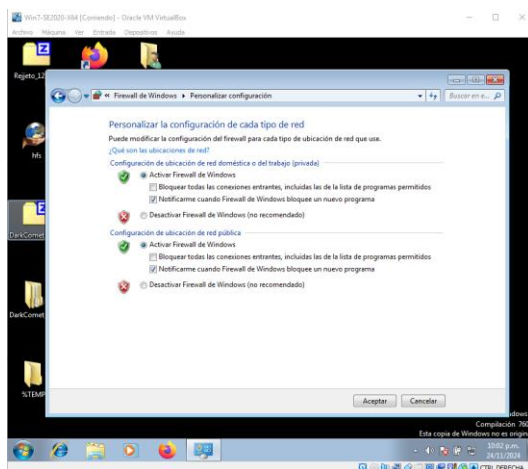 Win7-SE2020-X64 [Corriendo] - Oracle VM VirtualBox
Archivo Máquina Ver Entrada Dispositivos Ayuda
Rejjeto_12
Firewall de Windows Personalizar configuración
Buscar en e...
Personalizar la configuración de cada tipo de red
Puede modificar la configuración del firewall para cada tipo de ubicación de red que use.
¿Qué son las ubicaciones de red?
Configuración de ubicación de red doméstica o del trabajo (privada)
Activar Firewall de Windows
Bloquear todas las conexiones entrantes, incluidas las de la lista de programas permitidos
Notificarme cuando Firewall de Windows bloquee un nuevo programa
Desactivar Firewall de Windows (no recomendado)
Configuración de ubicación de red pública
Activar Firewall de Windows
Bloquear todas las conexiones entrantes, incluidas las de la lista de programas permitidos
Notificarme cuando Firewall de Windows bloquee un nuevo programa
Desactivar Firewall de Windows (no recomendado)
hfs
DarkComet
DarkComet
%TEMP
Aceptar Cancelar
dows
Compilación 760
Esta copia de Windows no es origin
10:02 p.m.
24/11/2024
CTRL DERECHA